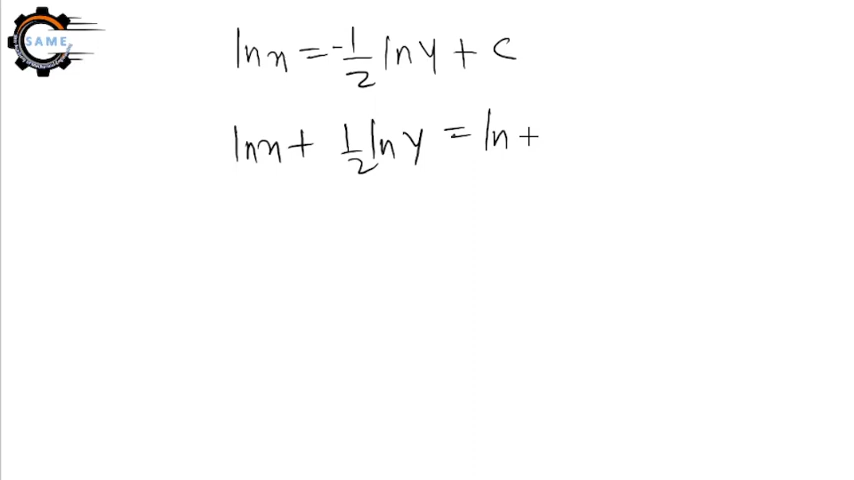 SAME
ln x = -1/2 ln y + c
ln x + 1/2 ln y = ln +